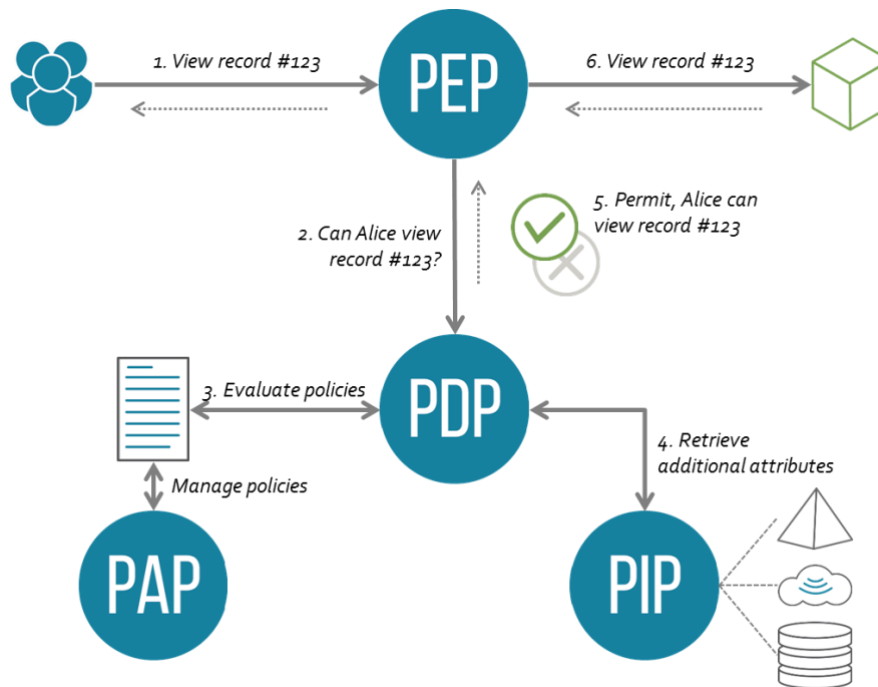 1. View record #123
PEP
6. View record #123
2. Can Alice view
record #123?
5. Permit, Alice can
view record #123
3. Evaluate policies
PDP
4. Retrieve
additional attributes
Manage policies
PAP
PIP